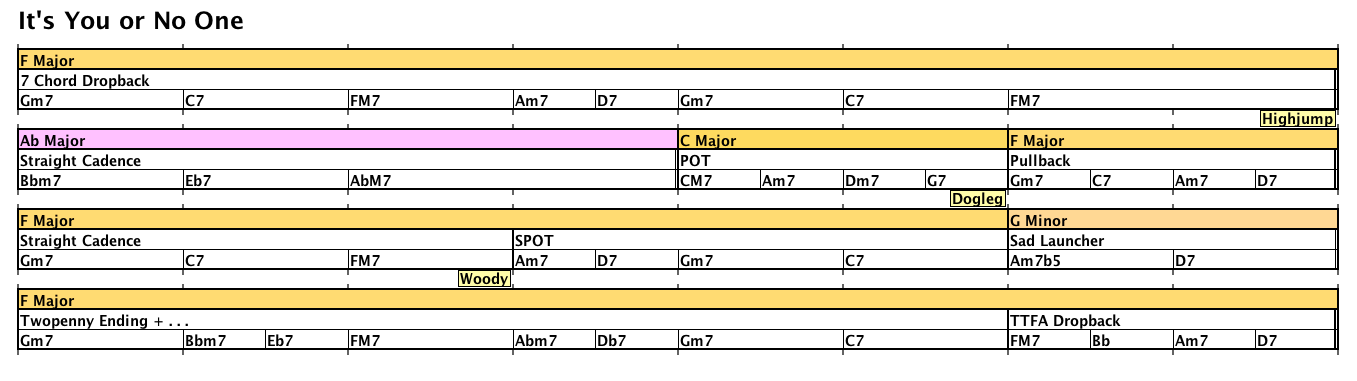 It's You or No One
F Major
7 Chord Dropback
Gm7 C7 FM7 Am7 D7 Gm7 C7 FM7
Highjump
Ab Major C Major F Major
Straight Cadence POT Pullback
Bbm7 Eb7 AbM7 CM7 Am7 Dm7 G7 Gm7 C7 Am7 D7
Dogleg
F Major G Minor
Straight Cadence SPOT Sad Launcher
Gm7 C7 FM7 Am7 D7 Gm7 C7 Am7b5 D7
Woody
F Major
Twopenny Ending + . . . TTFA Dropback
Gm7 Bbm7 Eb7 FM7 Abm7 Db7 Gm7 C7 FM7 Bb Am7 D7